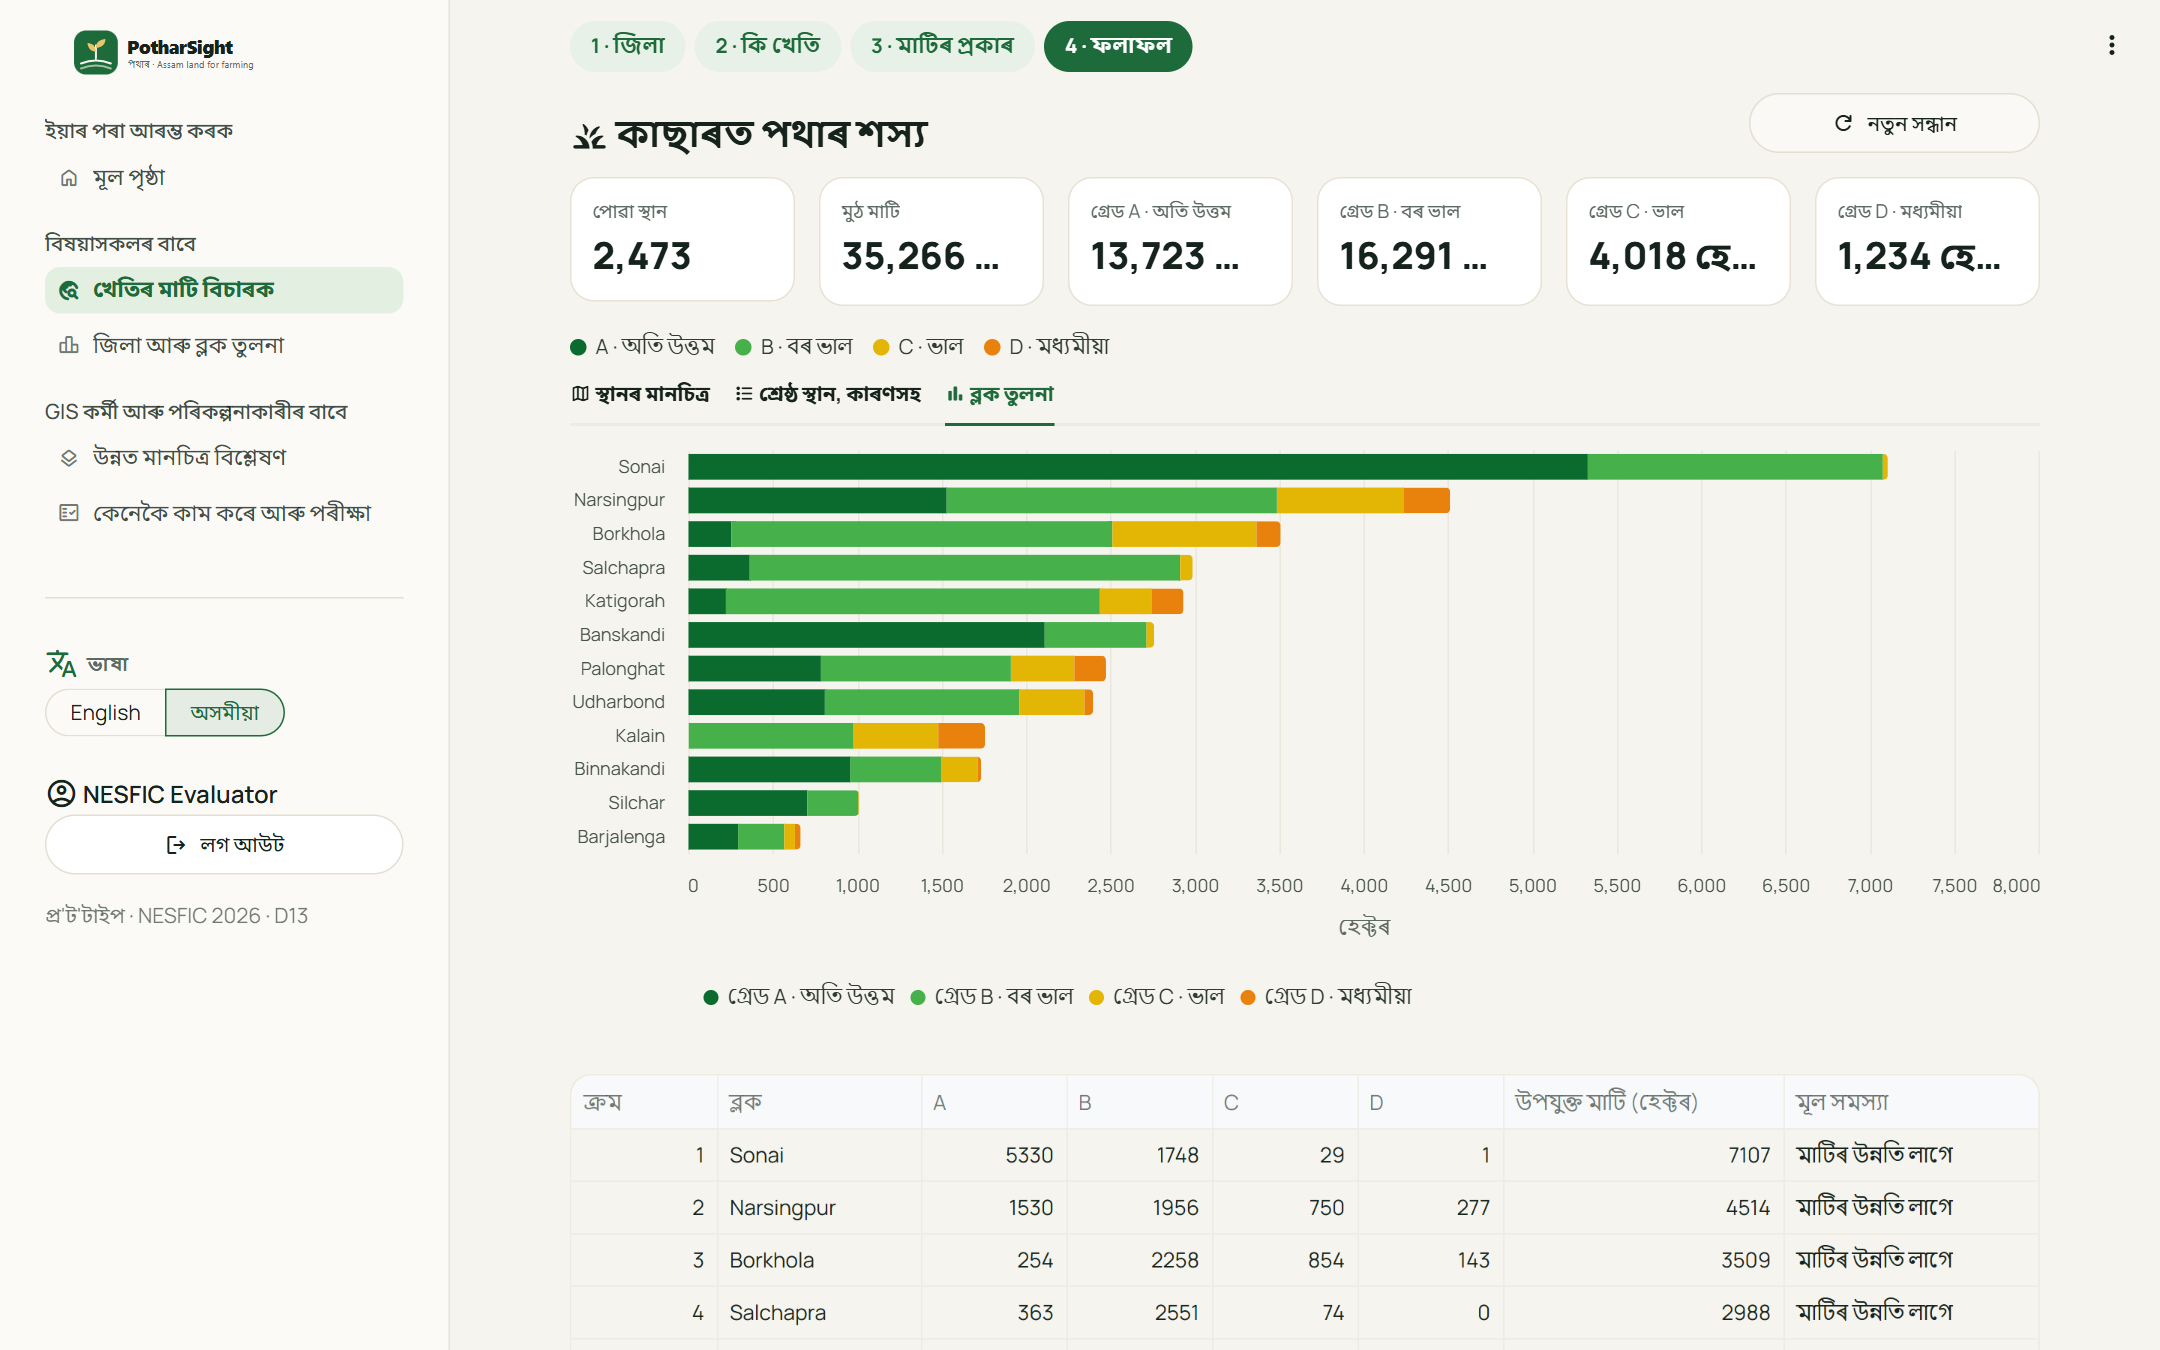 PotharSight
পথাৰ · Assam land for farming
ইয়াৰ পৰা আৰম্ভ কৰক
মূল পৃষ্ঠা
বিষয়াসকলৰ বাবে
খেতিৰ মাটি বিচাৰক
জিলা আৰু ব্লক তুলনা
GIS কৰ্মী আৰু পৰিকল্পনাকাৰীৰ বাবে
উন্নত মানচিত্ৰ বিশ্লেষণ
কেনেকৈ কাম কৰে আৰু পৰীক্ষা
ভাষা
English অসমীয়া
NESFIC Evaluator
লগ আউট
প্ৰ'ট'টাইপ · NESFIC 2026 · D13
1 · জিলা 2 · কি খেতি 3 · মাটিৰ প্ৰকাৰ 4 · ফলাফল
কাছাৰত পথাৰ শস্য
নতুন সন্ধান
পোৱা স্থান
2,473
মুঠ মাটি
35,266 ...
গ্ৰেড A · অতি উত্তম
13,723 ...
গ্ৰেড B · বৰ ভাল
16,291 ...
গ্ৰেড C · ভাল
4,018 হে...
গ্ৰেড D · মধ্যমীয়া
1,234 হে...
A · অতি উত্তম B · বৰ ভাল C · ভাল D · মধ্যমীয়া
স্থানৰ মানচিত্ৰ শ্ৰেষ্ঠ স্থান, কাৰণসহ ব্লক তুলনা
Sonai
Narsingpur
Borkhola
Salchapra
Katigorah
Banskandi
Palonghat
Udharbond
Kalain
Binnakandi
Silchar
Barjalenga
0 500 1,000 1,500 2,000 2,500 3,000 3,500 4,000 4,500 5,000 5,500 6,000 6,500 7,000 7,500 8,000
হেক্টৰ
গ্ৰেড A · অতি উত্তম গ্ৰেড B · বৰ ভাল গ্ৰেড C · ভাল গ্ৰেড D · মধ্যমীয়া
ক্ৰম ব্লক A B C D উপযুক্ত মাটি (হেক্টৰ) মূল সমস্যা
1 Sonai 5330 1748 29 1 7107 মাটিৰ উন্নতি লাগে
2 Narsingpur 1530 1956 750 277 4514 মাটিৰ উন্নতি লাগে
3 Borkhola 254 2258 854 143 3509 মাটিৰ উন্নতি লাগে
4 Salchapra 363 2551 74 0 2988 মাটিৰ উন্নতি লাগে